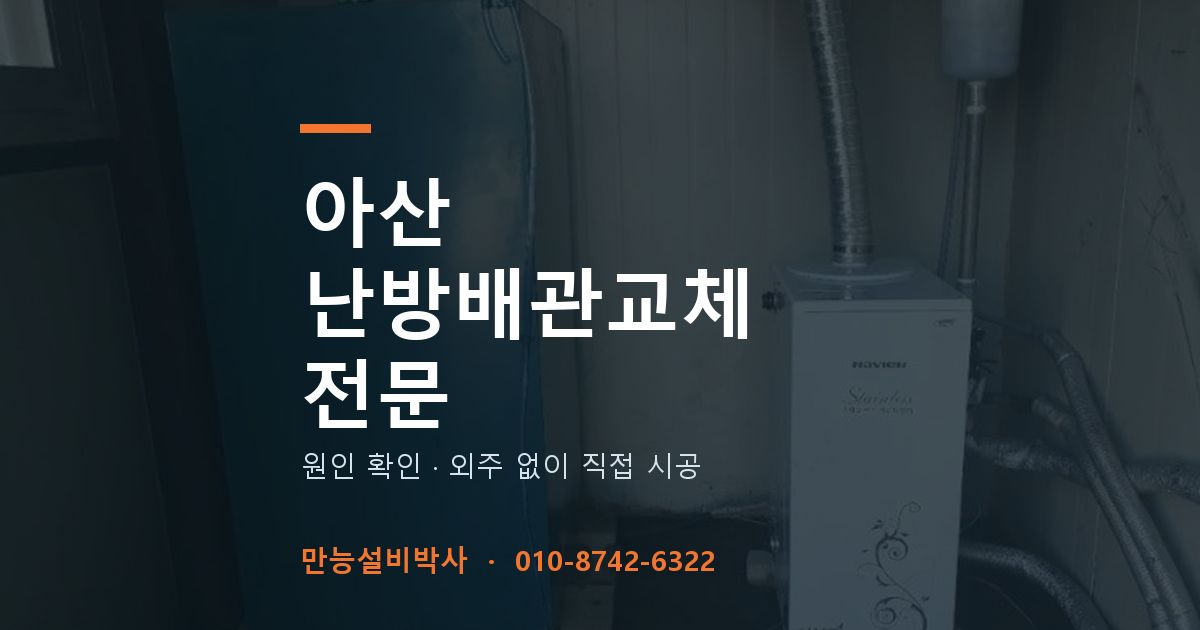 아산
난방배관교체
전문
원인 확인 · 외주 없이 직접 시공
만능설비박사 · 010-8742-6322
NAVIEN
Stainless